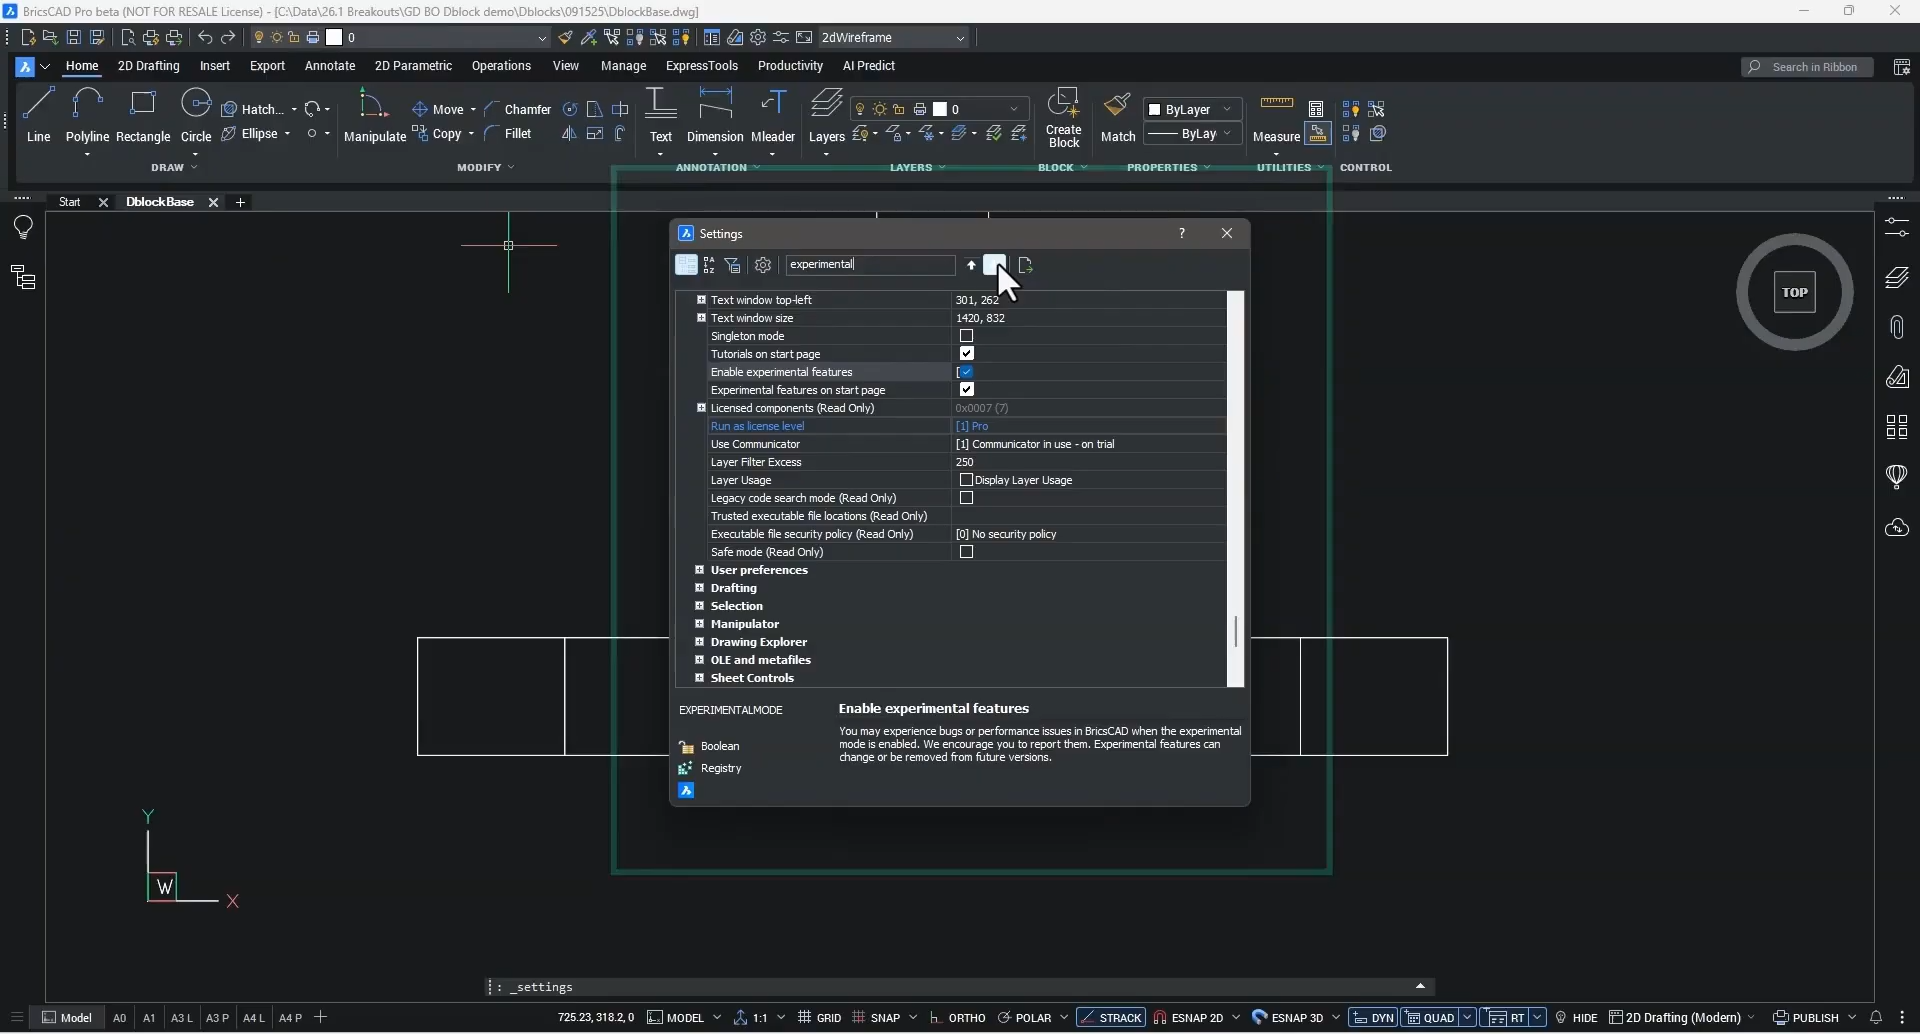 BricsCAD Pro beta (NOT FOR RESALE License) - [C:\Data\26.1 Breakouts\GD BO Dblock demo\Dblocks\091525\DblockBase.dwg]
0 2dWireframe
Home 2D Drafting Insert Export Annotate 2D Parametric Operations View Manage ExpressTools Productivity AI Predict Search in Ribbon
Hatch... Move Chamfer 0 ByLayer
Line Polyline Rectangle Circle Ellipse Manipulate Copy Fillet Text Dimension Mleader Layers Create Block Match ByLay Measure
DRAW MODIFY ANNOTATION LAYERS BLOCK PROPERTIES UTILITIES CONTROL
Start DblockBase
Settings ?
experimental
TOP
Text window top-left 301, 262
Text window size 1420, 832
Singleton mode
Tutorials on start page
Enable experimental features
Experimental features on start page
Licensed components (Read Only) 0x0007 (7)
Run as license level [1] Pro
Use Communicator [1] Communicator in use - on trial
Layer Filter Excess 250
Layer Usage Display Layer Usage
Legacy code search mode (Read Only)
Trusted executable file locations (Read Only)
Executable file security policy (Read Only) [0] No security policy
Safe mode (Read Only)
User preferences
Drafting
Selection
Manipulator
Drawing Explorer
OLE and metafiles
Sheet Controls
EXPERIMENTALMODE
Boolean
Registry
Enable experimental features
You may experience bugs or performance issues in BricsCAD when the experimental
mode is enabled. We encourage you to report them. Experimental features can
change or be removed from future versions.
Y
W X
: _settings
Model A0 A1 A3 L A3 P A4 L A4 P 725.23, 318.2, 0 MODEL 1:1 GRID SNAP ORTHO POLAR STRACK ESNAP 2D ESNAP 3D DYN QUAD RT HIDE 2D Drafting (Modern) PUBLISH